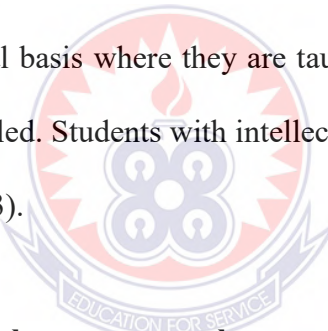 l basis where they are tau
led. Students with intellec
3).
EDUCATION FOR SERVICE